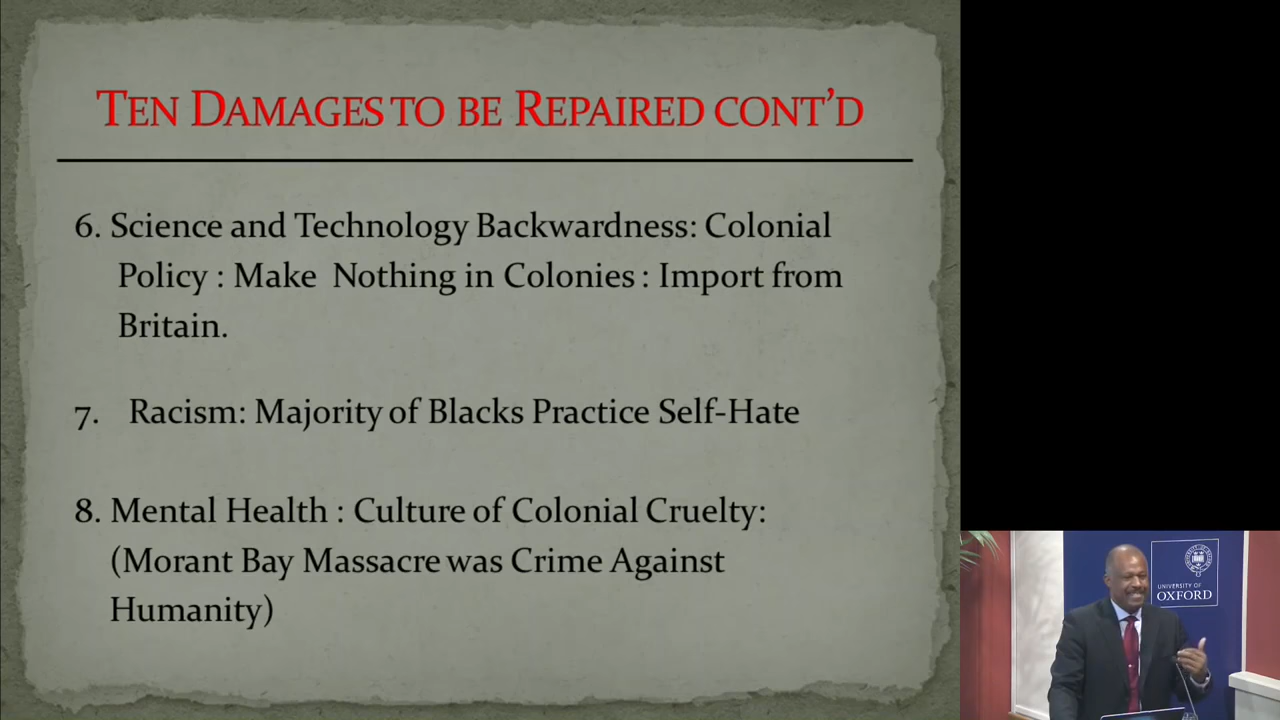 TEN DAMAGES TO BE REPAIRED CONT'D
6. Science and Technology Backwardness: Colonial
Policy : Make Nothing in Colonies : Import from
Britain.
7. Racism: Majority of Blacks Practice Self-Hate
8. Mental Health : Culture of Colonial Cruelty:
(Morant Bay Massacre was Crime Against
Humanity)
UNIVERSITY OF
OXFORD